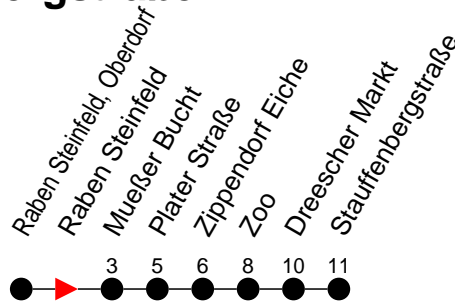 Raben Steinfeld, Oberdorf
Raben Steinfeld
Mueßer Bucht
Plater Straße
Zippendorf Eiche
Zoo
Dreescher Markt
Stauffenbergstraße
3 5 6 8 10 11